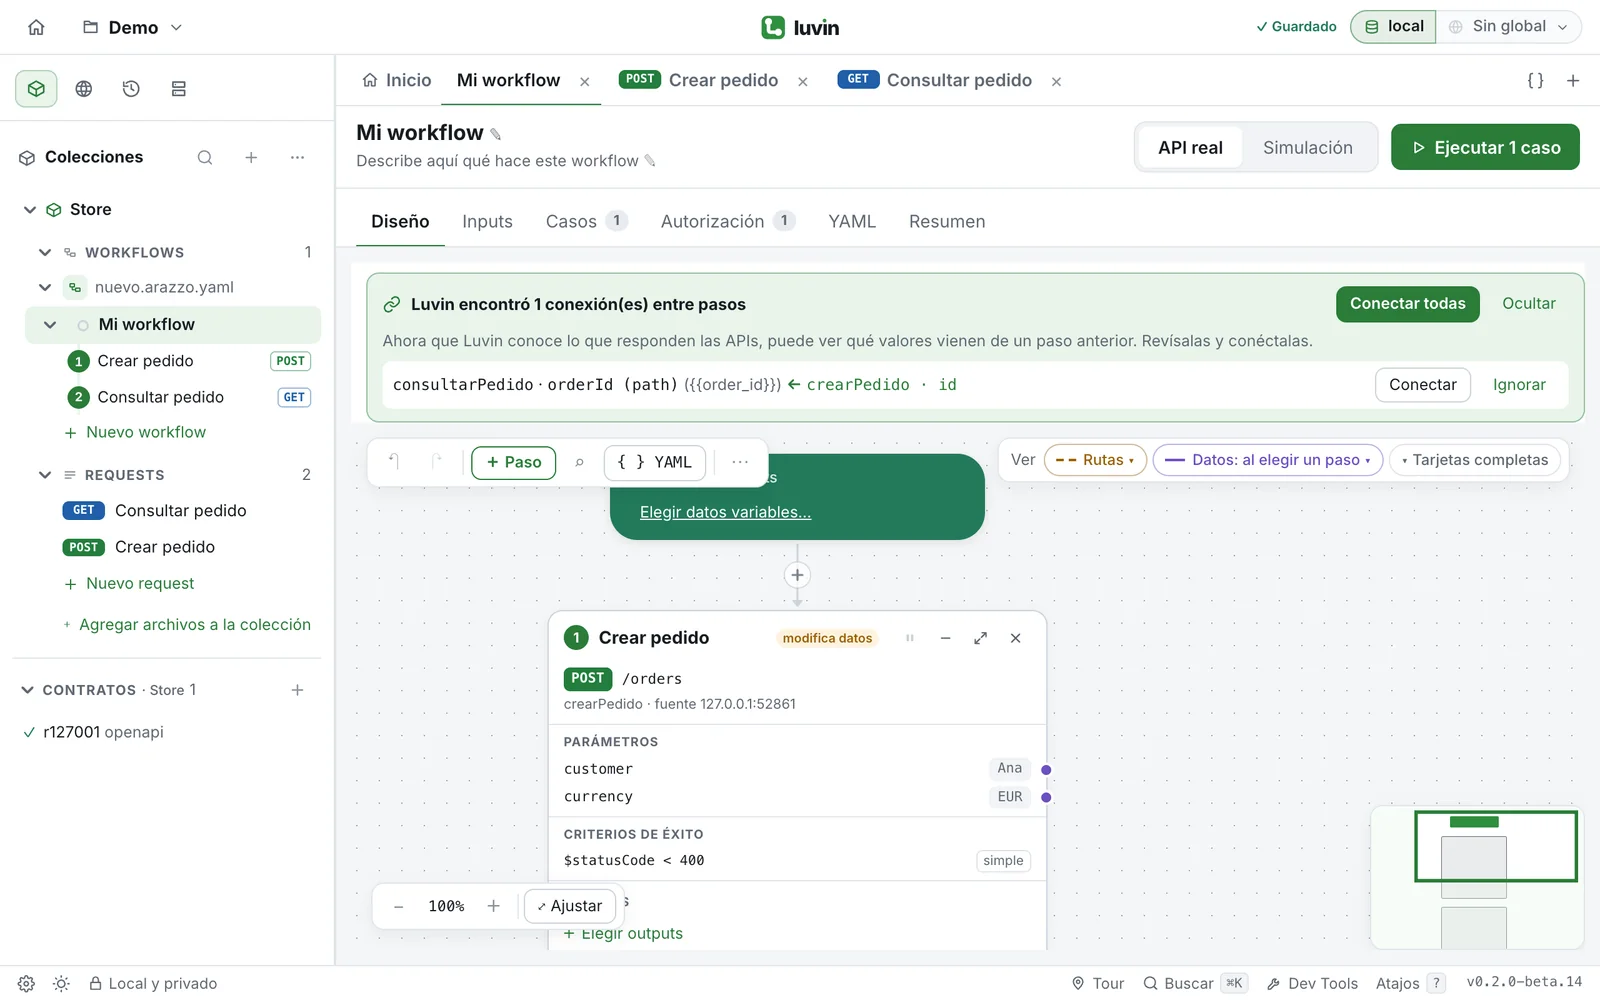 Demo
luvin
Guardado
local
Sin global
Inicio
Mi workflow
POST Crear pedido
GET Consultar pedido
Colecciones
Store
WORKFLOWS 1
nuevo.arazzo.yaml
Mi workflow
1 Crear pedido POST
2 Consultar pedido GET
+ Nuevo workflow
REQUESTS 2
GET Consultar pedido
POST Crear pedido
+ Nuevo request
+ Agregar archivos a la colección
CONTRATOS · Store 1
r127001 openapi
Mi workflow
Describe aquí qué hace este workflow
API real
Simulación
Ejecutar 1 caso
Diseño
Inputs
Casos 1
Autorización 1
YAML
Resumen
Luvin encontró 1 conexión(es) entre pasos
Conectar todas
Ocultar
Ahora que Luvin conoce lo que responden las APIs, puede ver qué valores vienen de un paso anterior. Revísalas y conéctalas.
consultarPedido · orderId (path) ({{order_id}}) ← crearPedido · id
Conectar
Ignorar
+ Paso
{ } YAML
Ver
Rutas
Datos: al elegir un paso
Tarjetas completas
Elegir datos variables...
1 Crear pedido
modifica datos
POST /orders
crearPedido · fuente 127.0.0.1:52861
PARÁMETROS
customer Ana
currency EUR
CRITERIOS DE ÉXITO
$statusCode < 400 simple
+ Elegir outputs
− 100% +
Ajustar
Local y privado
Tour
Buscar ⌘K
Dev Tools
Atajos ?
v0.2.0-beta.14